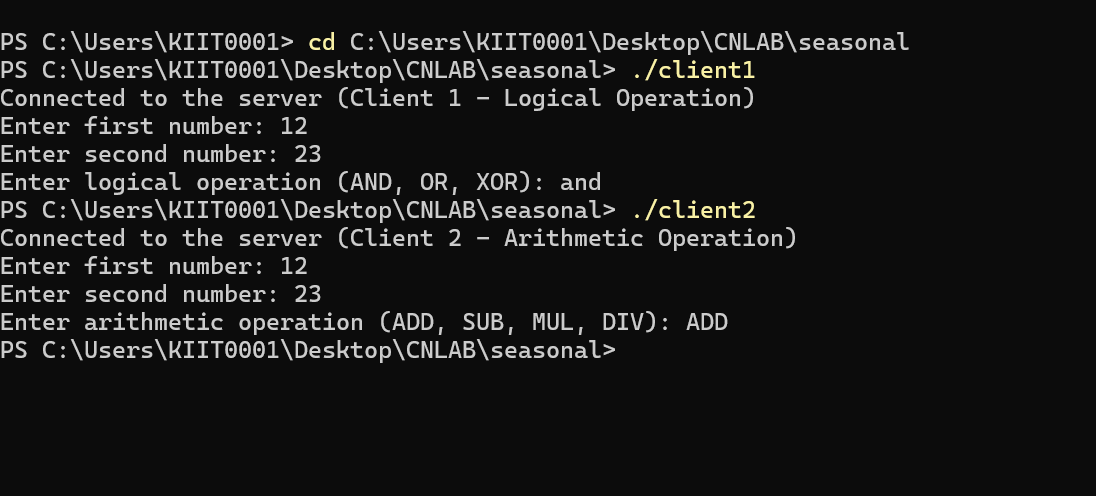 PS C:\Users\KIIT0001> cd C:\Users\KIIT0001\Desktop\CNLAB\seasonal
PS C:\Users\KIIT0001\Desktop\CNLAB\seasonal> ./client1
Connected to the server (Client 1 - Logical Operation)
Enter first number: 12
Enter second number: 23
Enter logical operation (AND, OR, XOR): and
PS C:\Users\KIIT0001\Desktop\CNLAB\seasonal> ./client2
Connected to the server (Client 2 - Arithmetic Operation)
Enter first number: 12
Enter second number: 23
Enter arithmetic operation (ADD, SUB, MUL, DIV): ADD
PS C:\Users\KIIT0001\Desktop\CNLAB\seasonal>